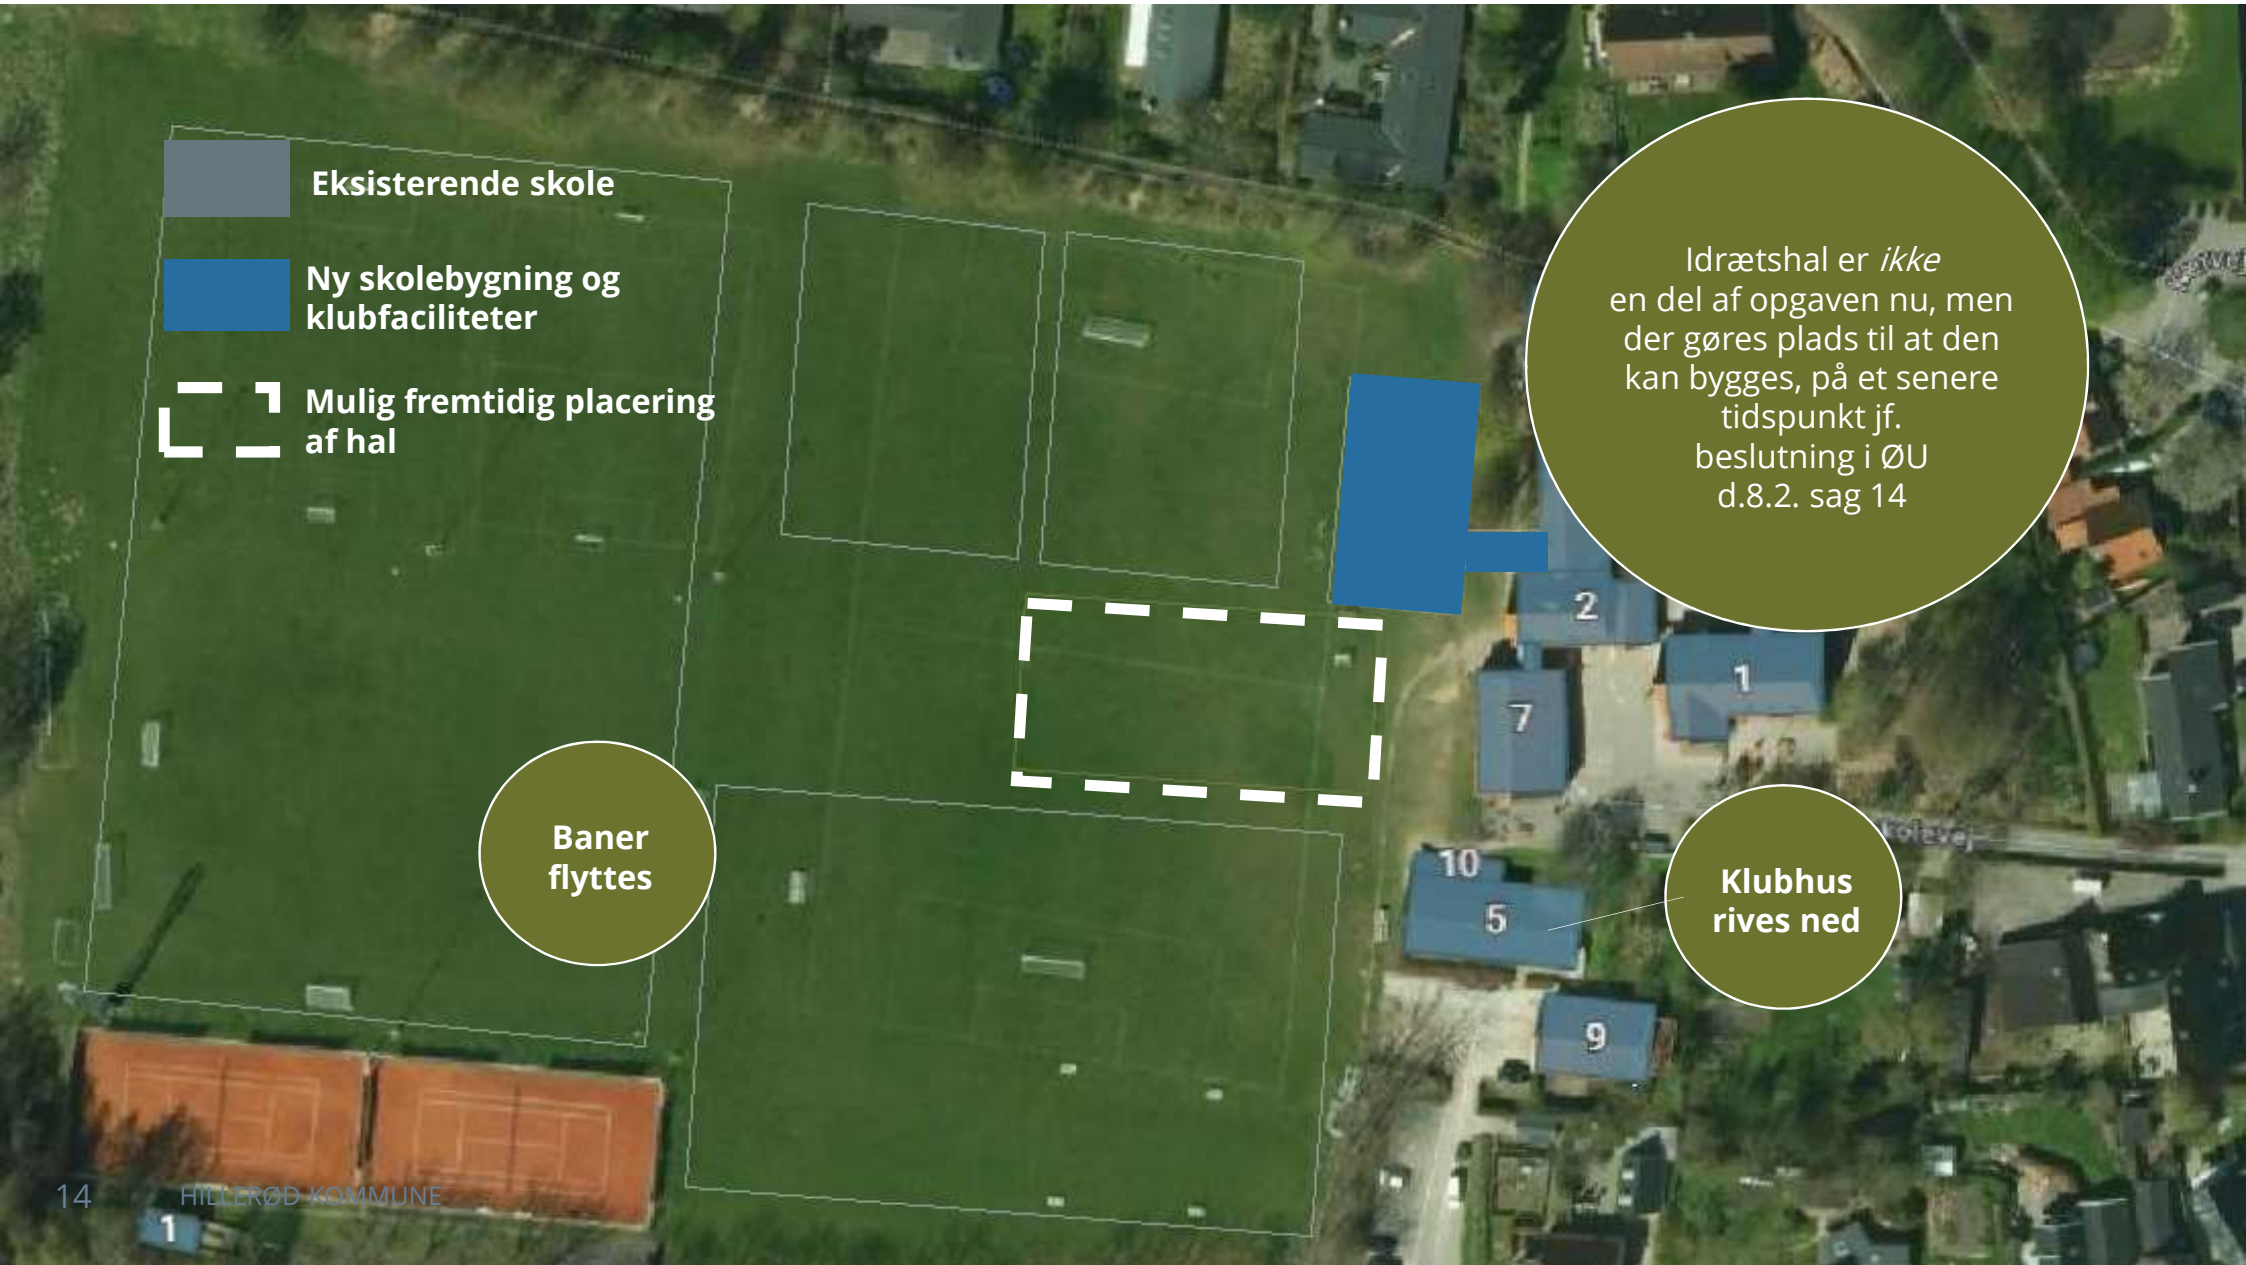 Eksisterende skole
Ny skolebygning og
klubfaciliteter
Mulig fremtidig placering
af hal
Idrætshal er ikke
en del af opgaven nu, men
der gøres plads til at den
kan bygges, på et senere
tidspunkt jf.
beslutning i ØU
d.8.2. sag 14
2
1
7
Baner
flyttes
10
5
Klubhus
rives ned
9
14
HILLERØD KOMMUNE
1